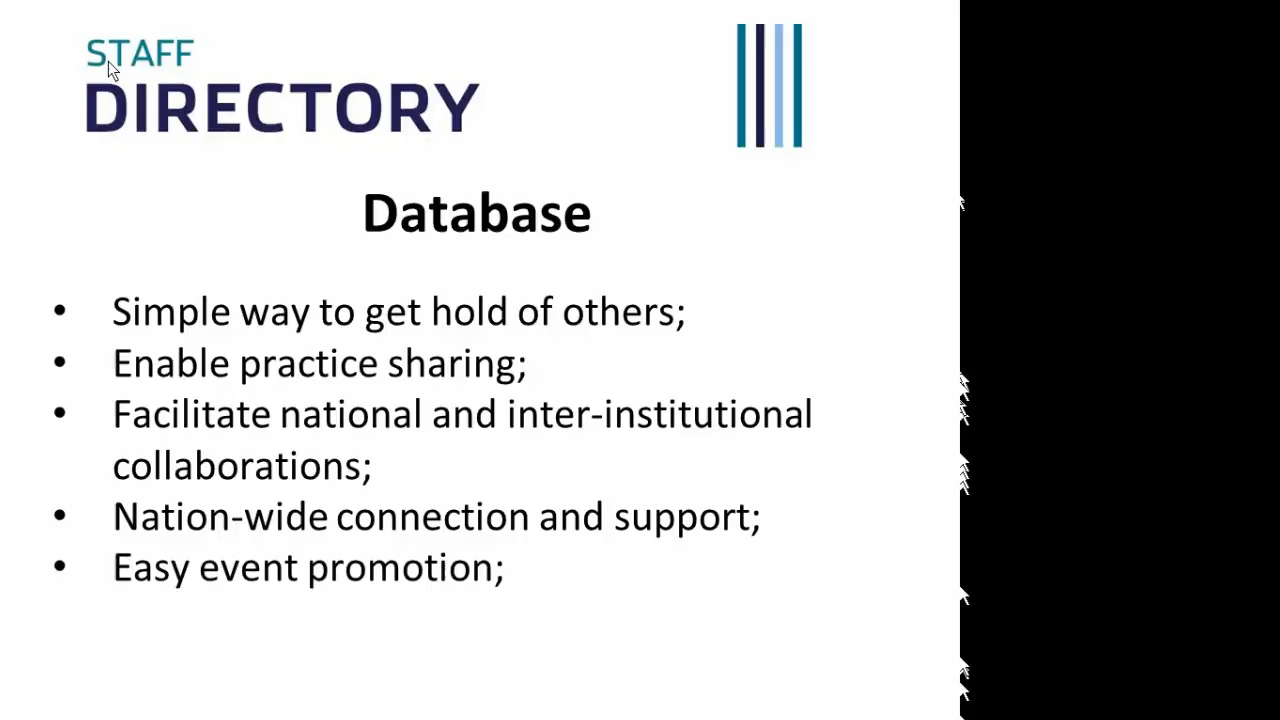 STAFF
DIRECTORY
Database
• Simple way to get hold of others;
• Enable practice sharing;
• Facilitate national and inter-institutional
collaborations;
• Nation-wide connection and support;
• Easy event promotion;